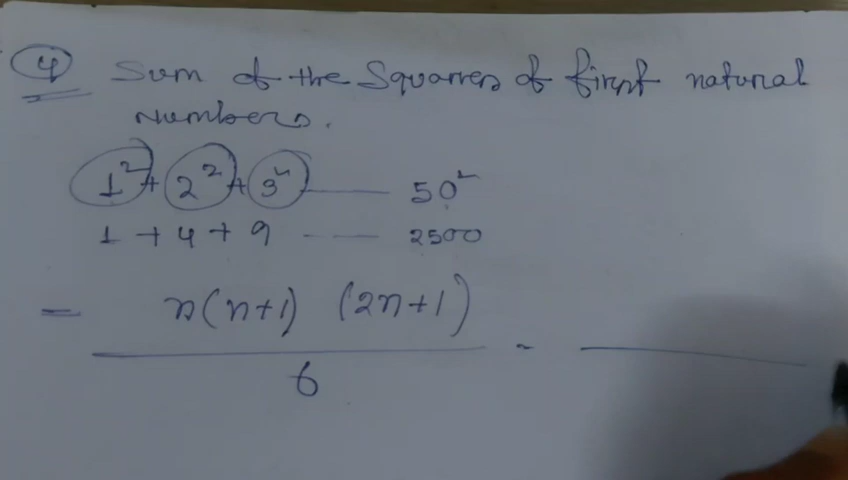 4 Sum of the Squares of first natural
numbers.
1² + 2² + 3² —— 50²
1 + 4 + 9 - —— 2500
= n(n+1) (2n+1)
6